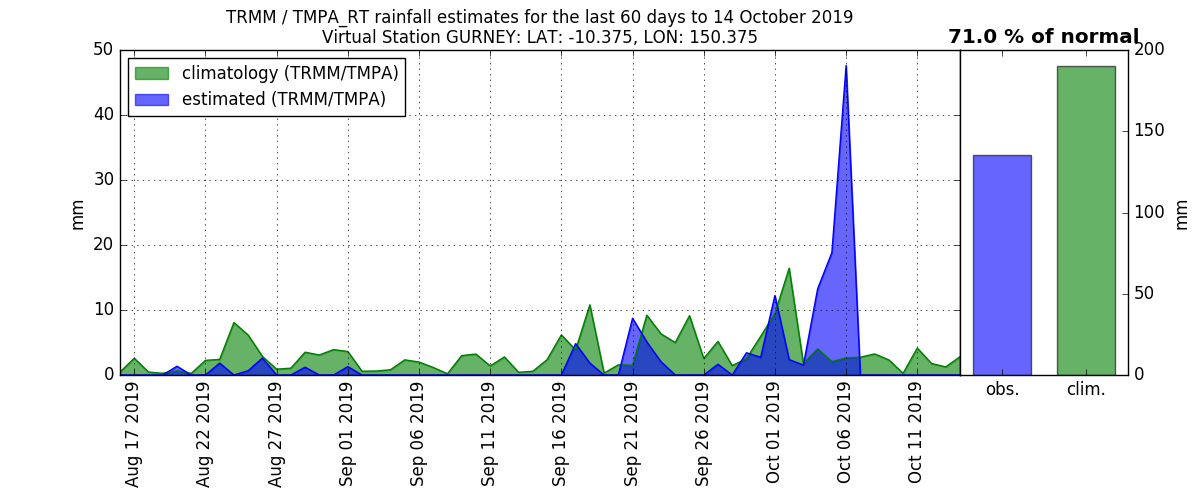 TRMM / TMPA_RT rainfall estimates for the last 60 days to 14 October 2019
Virtual Station GURNEY: LAT: -10.375, LON: 150.375
71.0 % of normal
climatology (TRMM/TMPA)
estimated (TRMM/TMPA)
50
40
30
20
10
0
mm
200
150
100
50
0
mm
Aug 17 2019
Aug 22 2019
Aug 27 2019
Sep 01 2019
Sep 06 2019
Sep 11 2019
Sep 16 2019
Sep 21 2019
Sep 26 2019
Oct 01 2019
Oct 06 2019
Oct 11 2019
obs.
clim.